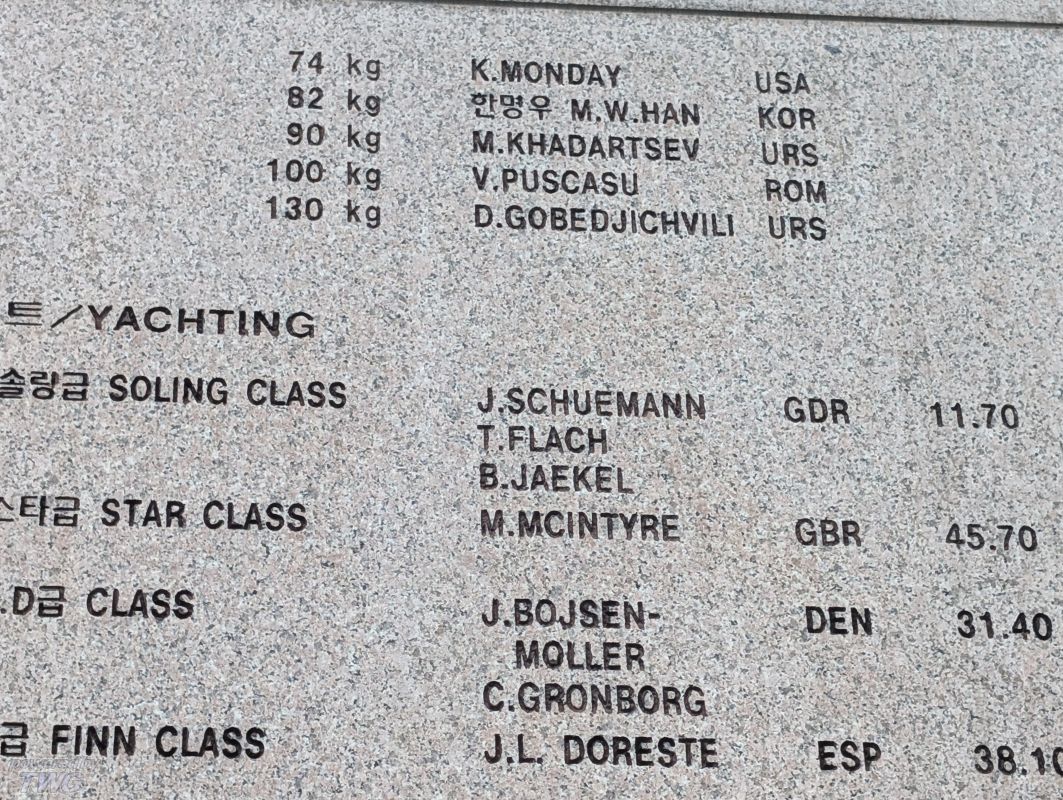 74 kg K.MONDAY USA
82 kg 한명우 M.W.HAN KOR
90 kg M.KHADARTSEV URS
100 kg V.PUSCASU ROM
130 kg D.GOBEDJICHVILI URS
트/YACHTING
솔링급 SOLING CLASS J.SCHUEMANN GDR 11.70
T.FLACH
B.JAEKEL
스타급 STAR CLASS M.MCINTYRE GBR 45.70
.D급 CLASS J.BOJSEN- DEN 31.40
MOLLER
C.GRONBORG
급 FINN CLASS J.L. DORESTE ESP 38.10
TWG